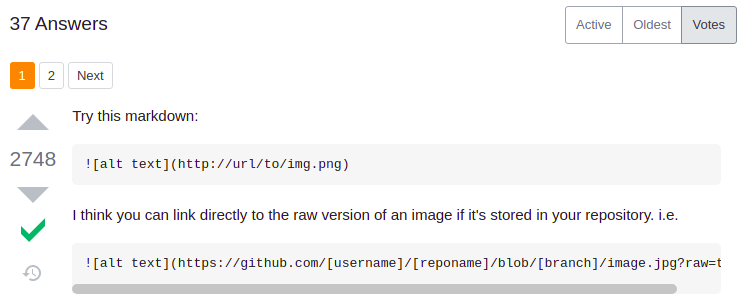 37 Answers
Active Oldest Votes
1 2 Next
Try this markdown:
![alt text](http://url/to/img.png)
2748
I think you can link directly to the raw version of an image if it's stored in your repository. i.e.
![alt text](https://github.com/[username]/[reponame]/blob/[branch]/image.jpg?raw=t